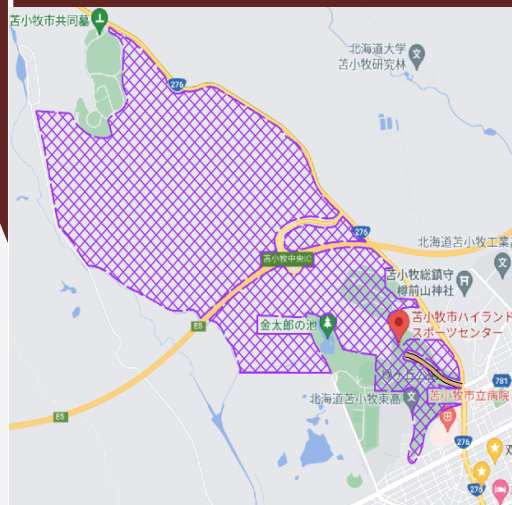 苫小牧市共同墓
276
北海道大学
苫小牧研究林
276
北海道苫小牧工業高
苫小牧中央IC
苫小牧総鎮守
樽前山神社
苫小牧市ハイランド
スポーツセンター
E5
金太郎の池
781
北海道苫小牧東高
苫小牧市立病院
E5
276
276